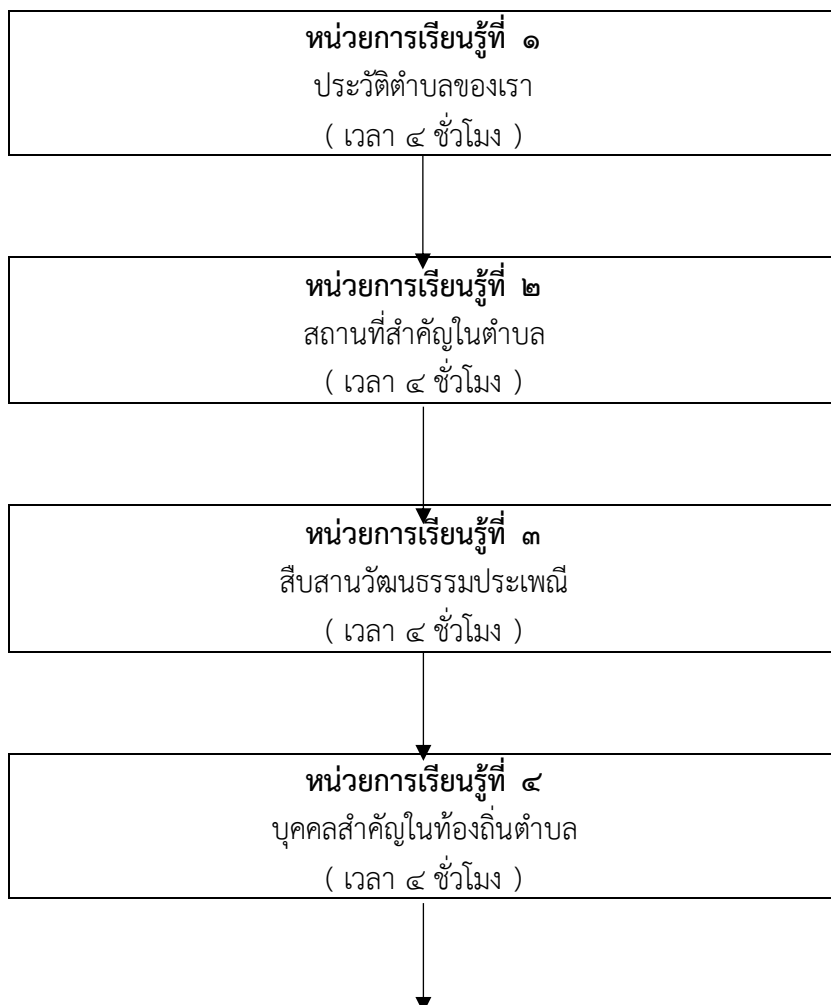 หน่วยการเรียนรู้ที่ ๑
ประวัติตำบลของเรา
( เวลา ๔ ชั่วโมง )
หน่วยการเรียนรู้ที่ ๒
สถานที่สำคัญในตำบล
( เวลา ๔ ชั่วโมง )
หน่วยการเรียนรู้ที่ ๓
สืบสานวัฒนธรรมประเพณี
( เวลา ๔ ชั่วโมง )
หน่วยการเรียนรู้ที่ ๔
บุคคลสำคัญในท้องถิ่นตำบล
( เวลา ๔ ชั่วโมง )